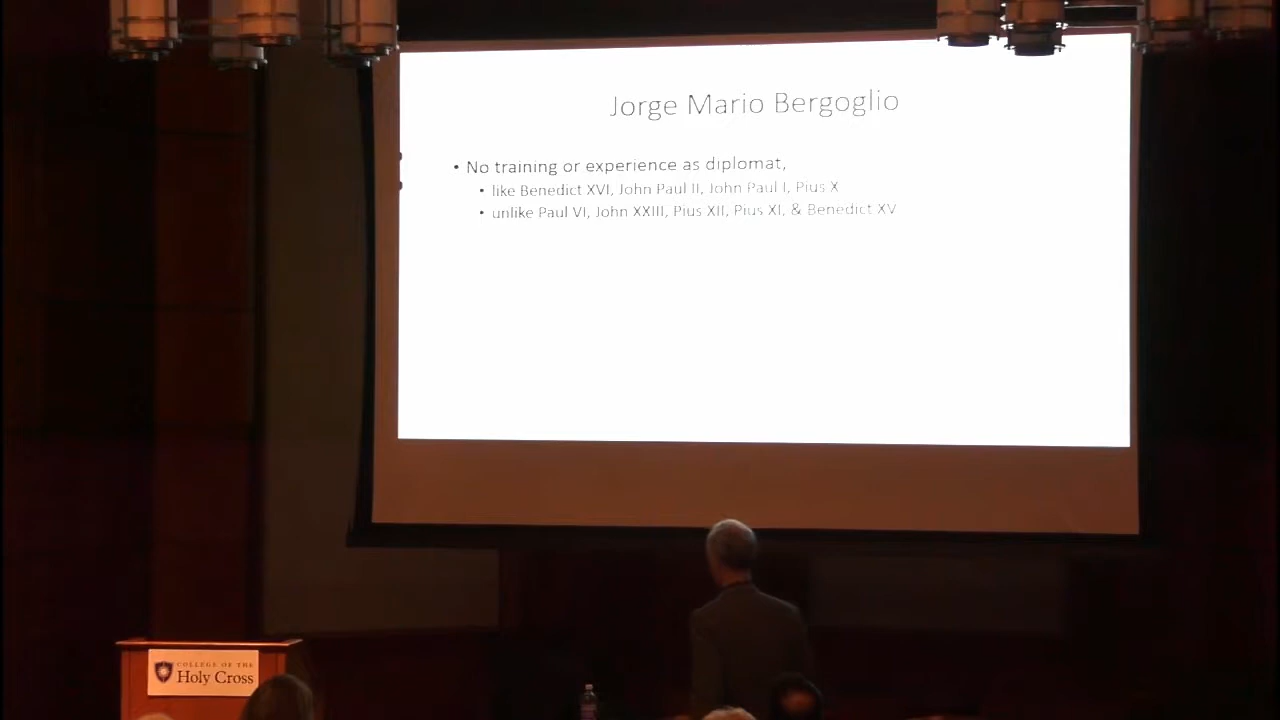 Jorge Mario Bergoglio
• No training or experience as diplomat,
• like Benedict XVI, John Paul II, John Paul I, Pius X
• unlike Paul VI, John XXIII, Pius XII, Pius XI, & Benedict XV
COLLEGE OF THE
Holy Cross